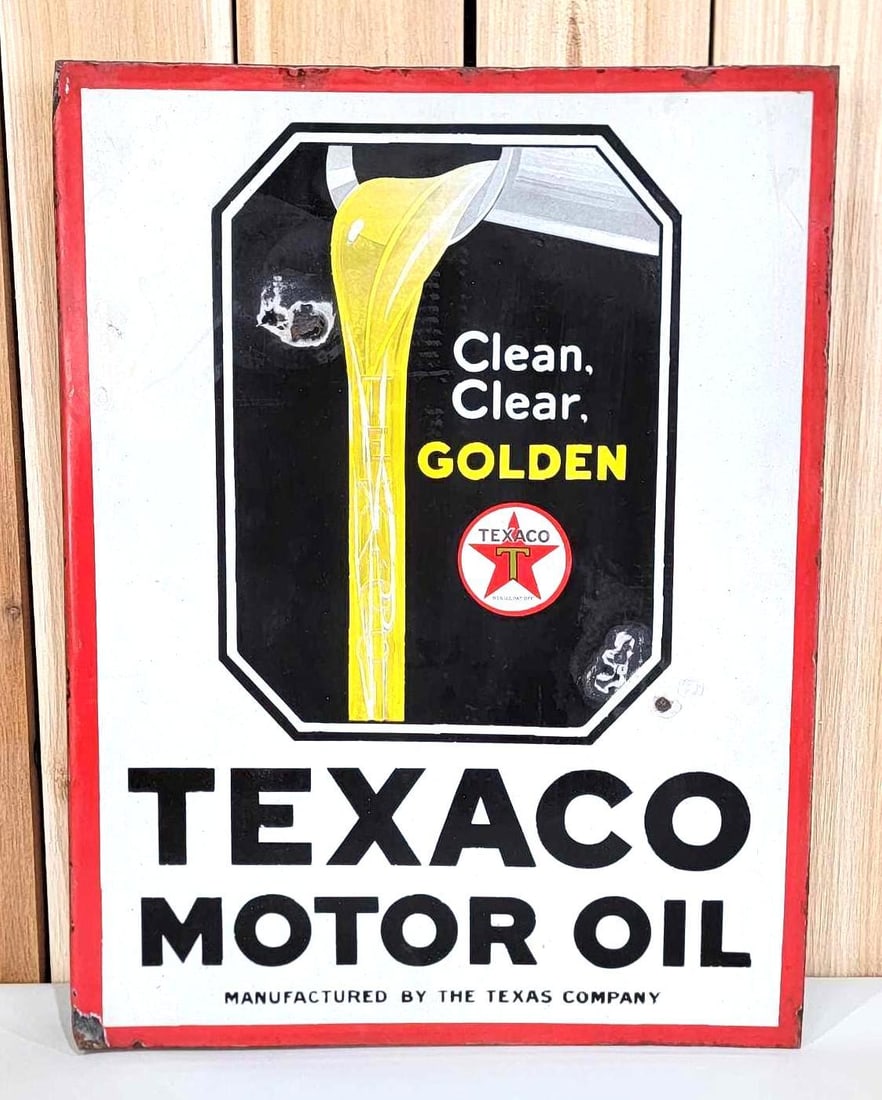 Clean,
Clear,
GOLDEN
TEXACO
T
TEXACO
MOTOR OIL
MANUFACTURED BY THE TEXAS COMPANY